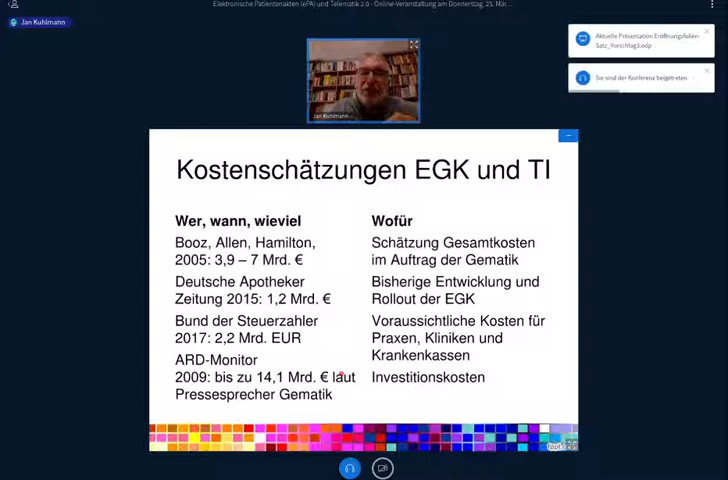 Elektronische Patientenakten (ePA) und Telematik 2.0 - Online-Veranstaltung am Donnerstag, 25. Mär...
Jan Kuhlmann
Aktuelle Präsentation Eröffnungsfolien-
Satz_Vorschlag3.odp
Sie sind der Konferenz beigetreten
Jan Kuhlmann
Kostenschätzungen EGK und TI
Wer, wann, wieviel
Booz, Allen, Hamilton,
2005: 3,9 – 7 Mrd. €
Deutsche Apotheker
Zeitung 2015: 1,2 Mrd. €
Bund der Steuerzahler
2017: 2,2 Mrd. EUR
ARD-Monitor
2009: bis zu 14,1 Mrd. € laut
Pressesprecher Gematik
Wofür
Schätzung Gesamtkosten
im Auftrag der Gematik
Bisherige Entwicklung und
Rollout der EGK
Voraussichtliche Kosten für
Praxen, Kliniken und
Krankenkassen
Investitionskosten